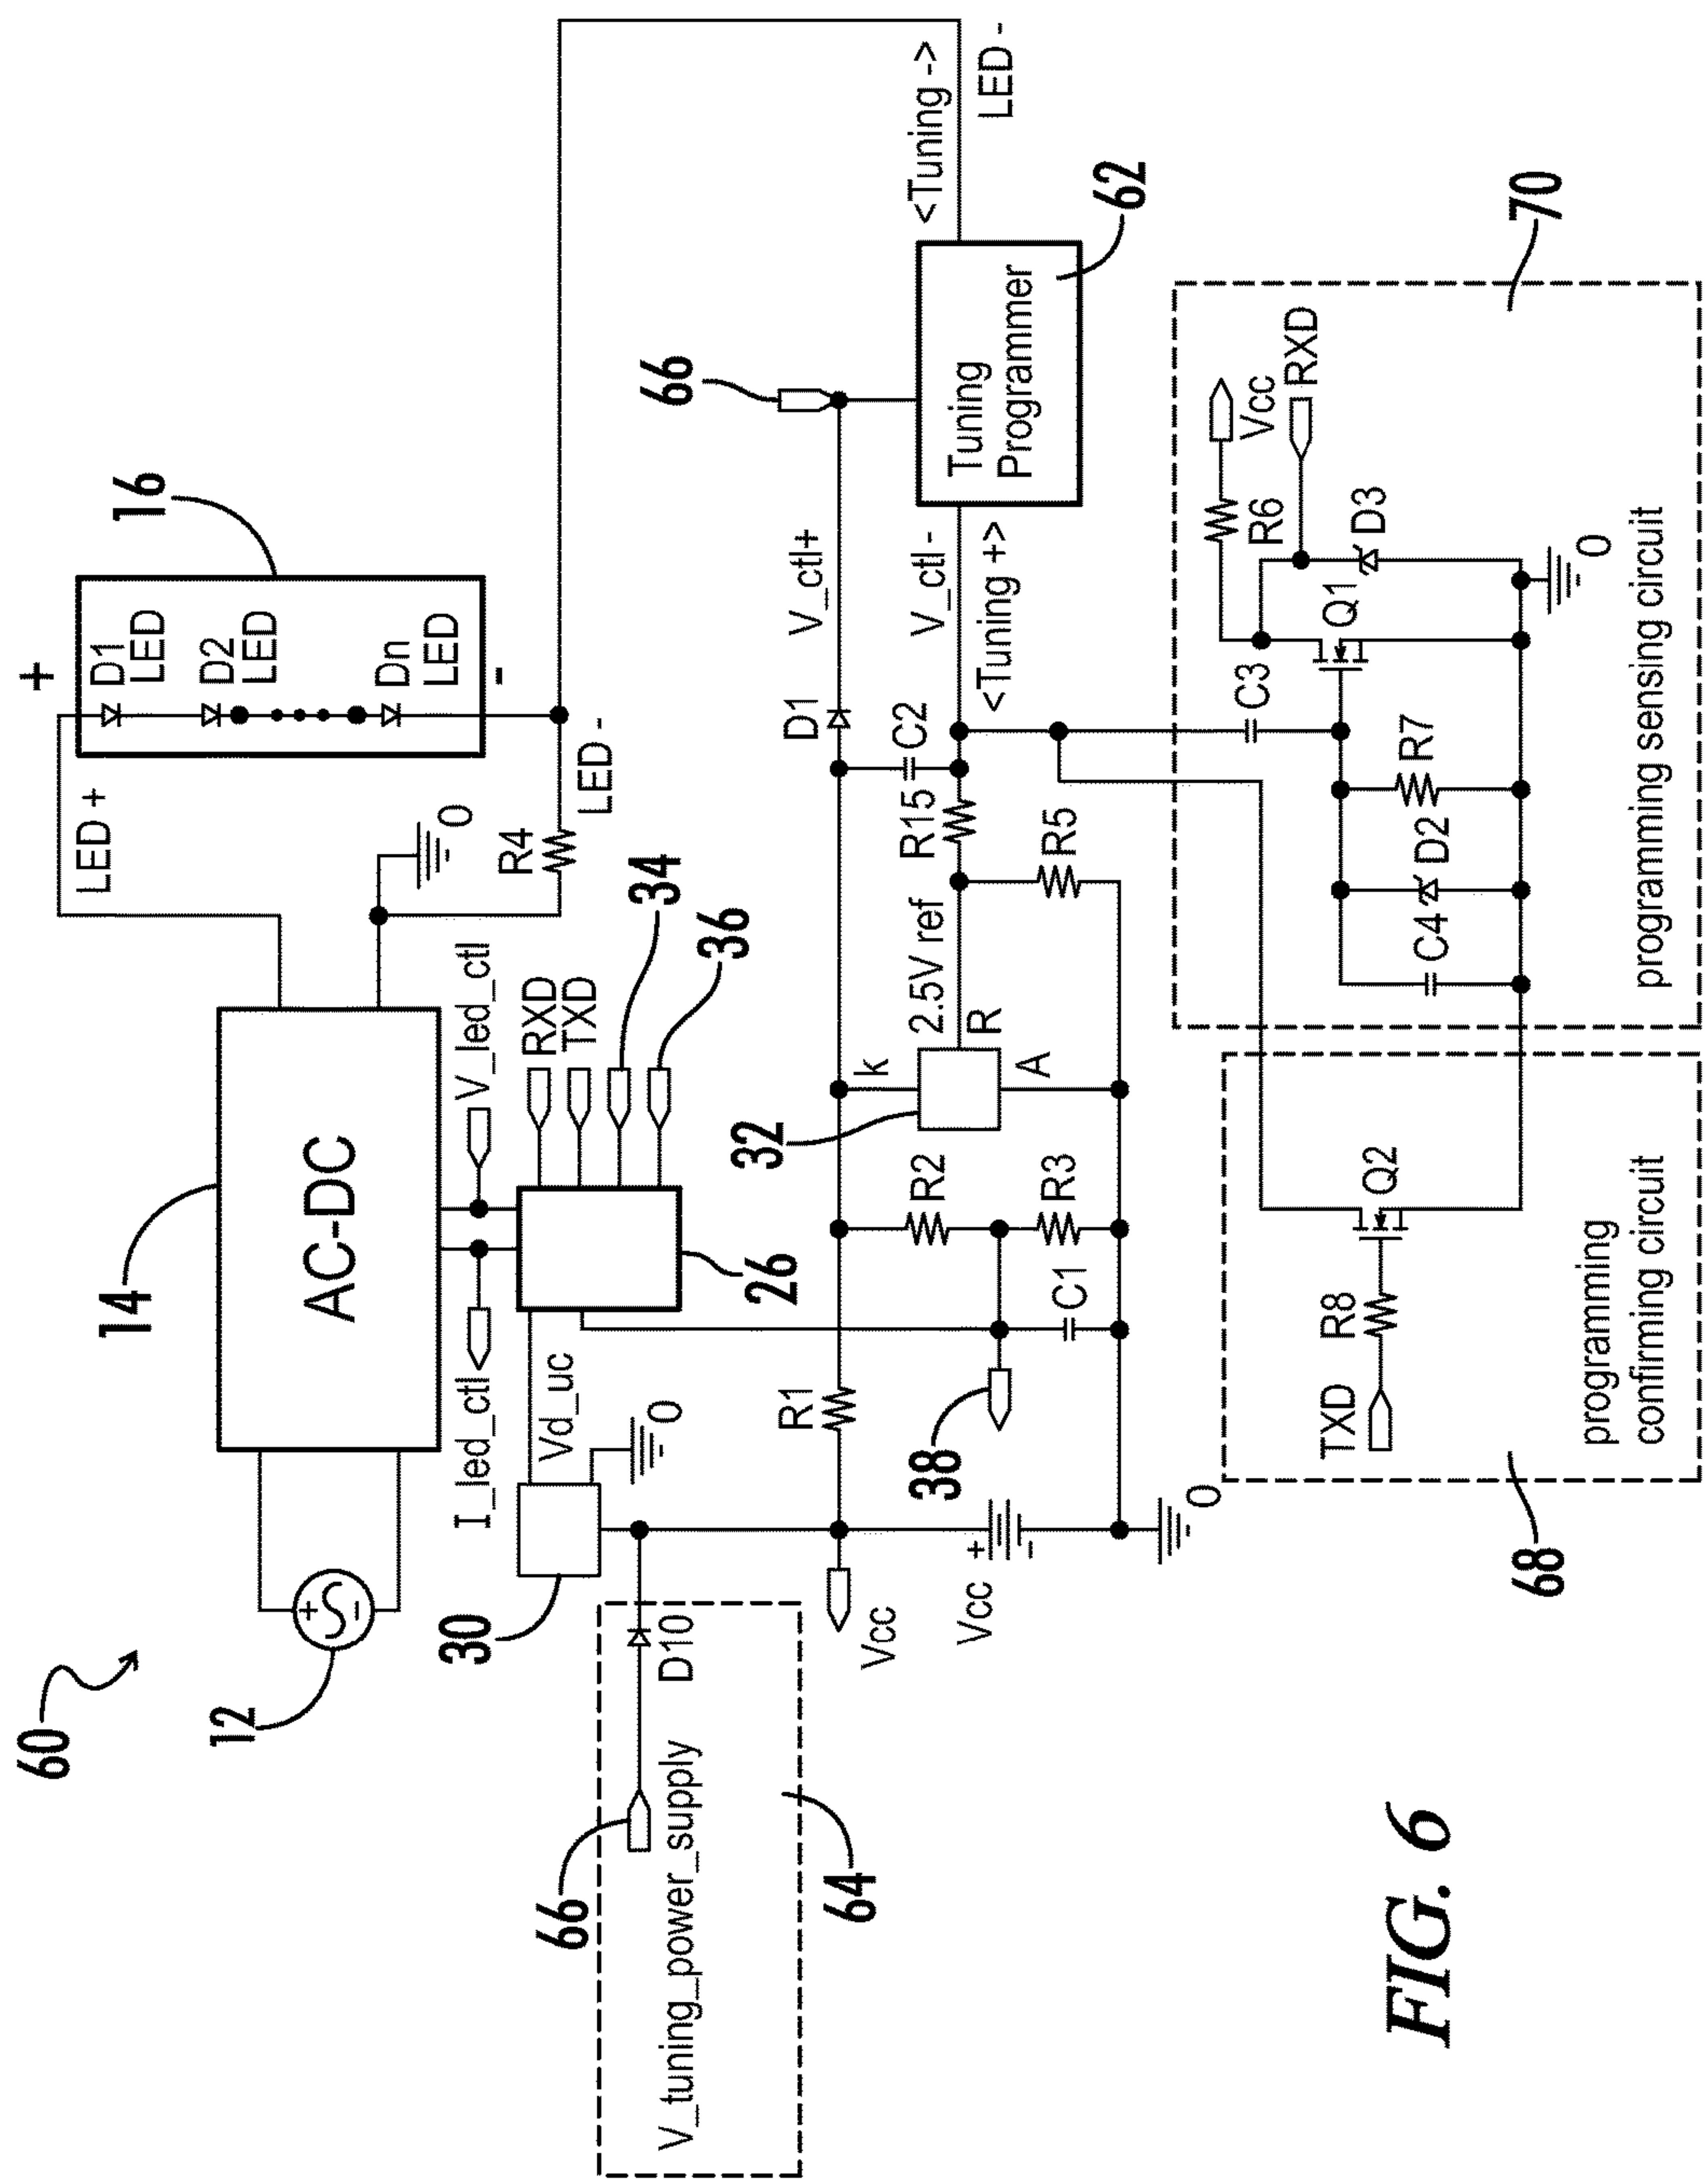 60
12
14
AC-DC
LED +
+
16
D1
LED
D2
LED
Dn
LED
-
0
R4
LED -
I_led_ctl
V_led_ctl
RXD
TXD
34
36
26
Vd_uc
30
0
66
D10
V_tuning_power_supply
64
Vcc
Vcc
+
-
0
R1
38
C1
R2
R3
32
k
R
A
2.5V ref
R15
R5
C2
D1
V_ctl+
V_ctl -
<Tuning +>
66
Tuning
Programmer
62
<Tuning ->
LED -
TXD
R8
Q2
programming
confirming circuit
68
C4
D2
R7
C3
Q1
R6
Vcc
RXD
D3
0
programming sensing circuit
70
FIG. 6